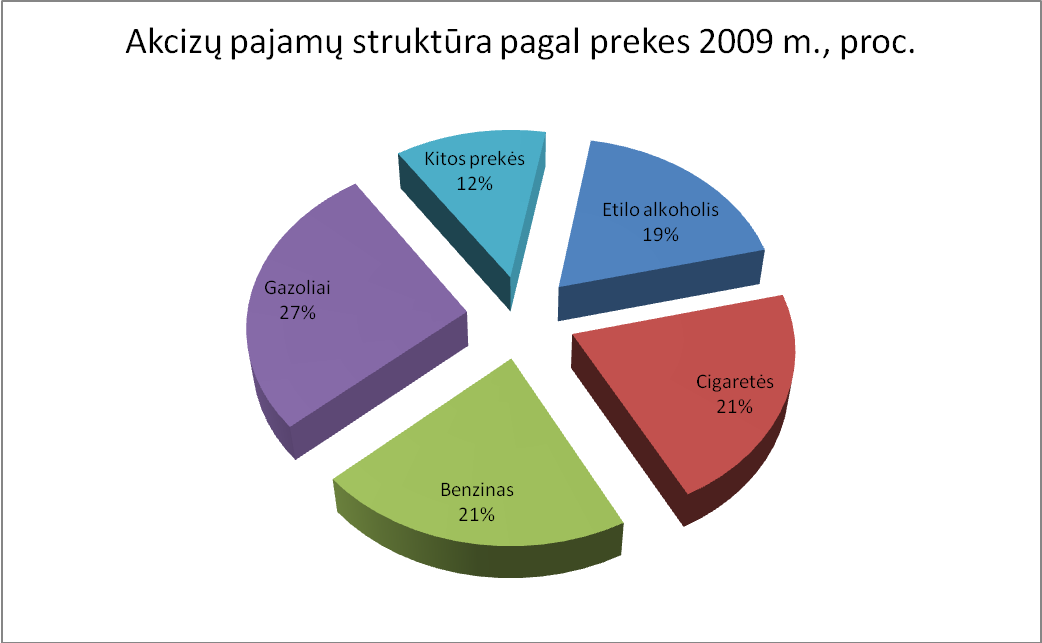 Akcizų pajamų struktūra pagal prekes 2009 m., proc.
Kitos prekės
12%
Etilo alkoholis
19%
Gazoliai
27%
Cigaretės
21%
Benzinas
21%